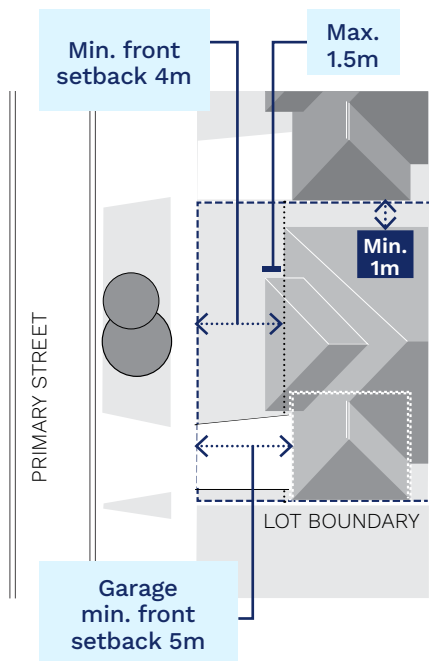 Min. front
setback 4m
Max.
1.5m
Min.
1m
PRIMARY STREET
LOT BOUNDARY
Garage
min. front
setback 5m